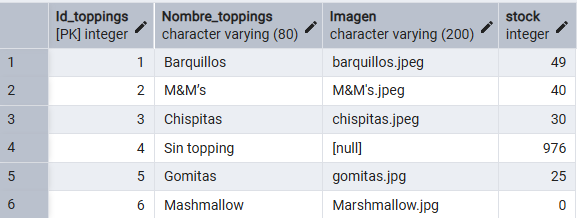 Id_toppings Nombre_toppings Imagen stock
[PK] integer character varying (80) character varying (200) integer
1 1 Barquillos barquillos.jpeg 49
2 2 M&M’s M&M's.jpeg 40
3 3 Chispitas chispitas.jpeg 30
4 4 Sin topping [null] 976
5 5 Gomitas gomitas.jpg 25
6 6 Mashmallow Marshmallow.jpg 0